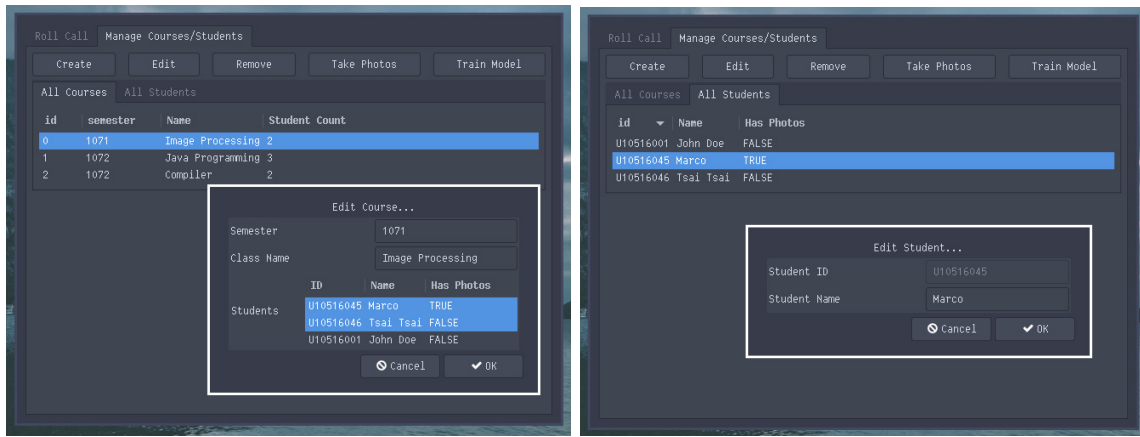 Roll Call Manage Courses/Students
Create Edit Remove Take Photos Train Model
All Courses All Students
id semester Name Student Count
0 1071 Image Processing 2
1 1072 Java Programming 3
2 1072 Compiler 2
Edit Course...
Semester 1071
Class Name Image Processing
ID Name Has Photos
Students
U10516045 Marco TRUE
U10516046 Tsai Tsai FALSE
U10516001 John Doe FALSE
Cancel OK
Roll Call Manage Courses/Students
Create Edit Remove Take Photos Train Model
All Courses All Students
id Name Has Photos
U10516001 John Doe FALSE
U10516045 Marco TRUE
U10516046 Tsai Tsai FALSE
Edit Student...
Student ID U10516045
Student Name Marco
Cancel OK